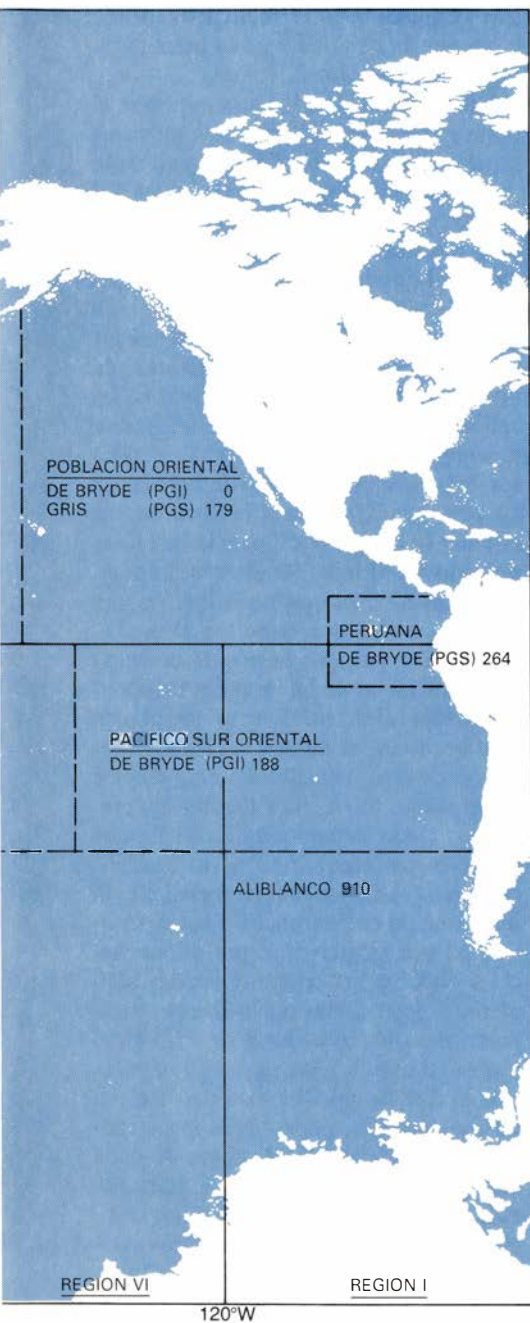 POBLACION ORIENTAL
DE BRYDE (PGI) 0
GRIS (PGS) 179
PERUANA
DE BRYDE (PGS) 264
PACIFICO SUR ORIENTAL
DE BRYDE (PGI) 188
ALIBLANCO 910
REGION VI
REGION I
120°W